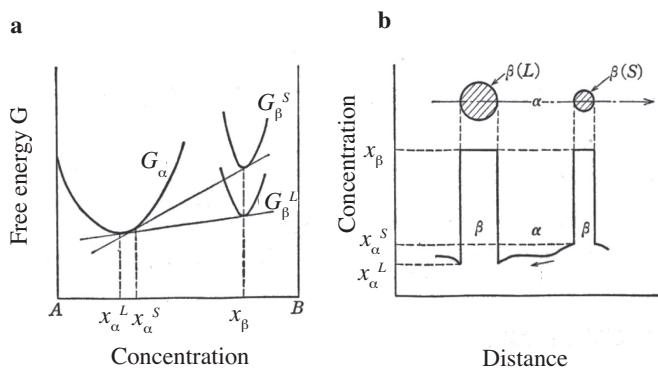 a
Free energy G
G_α
G_β^S
G_β^L
A
x_α^L
x_α^S
x_β
B
Concentration
b
Concentration
β(L)
α
β(S)
x_β
x_α^S
x_α^L
β
α
β
Distance